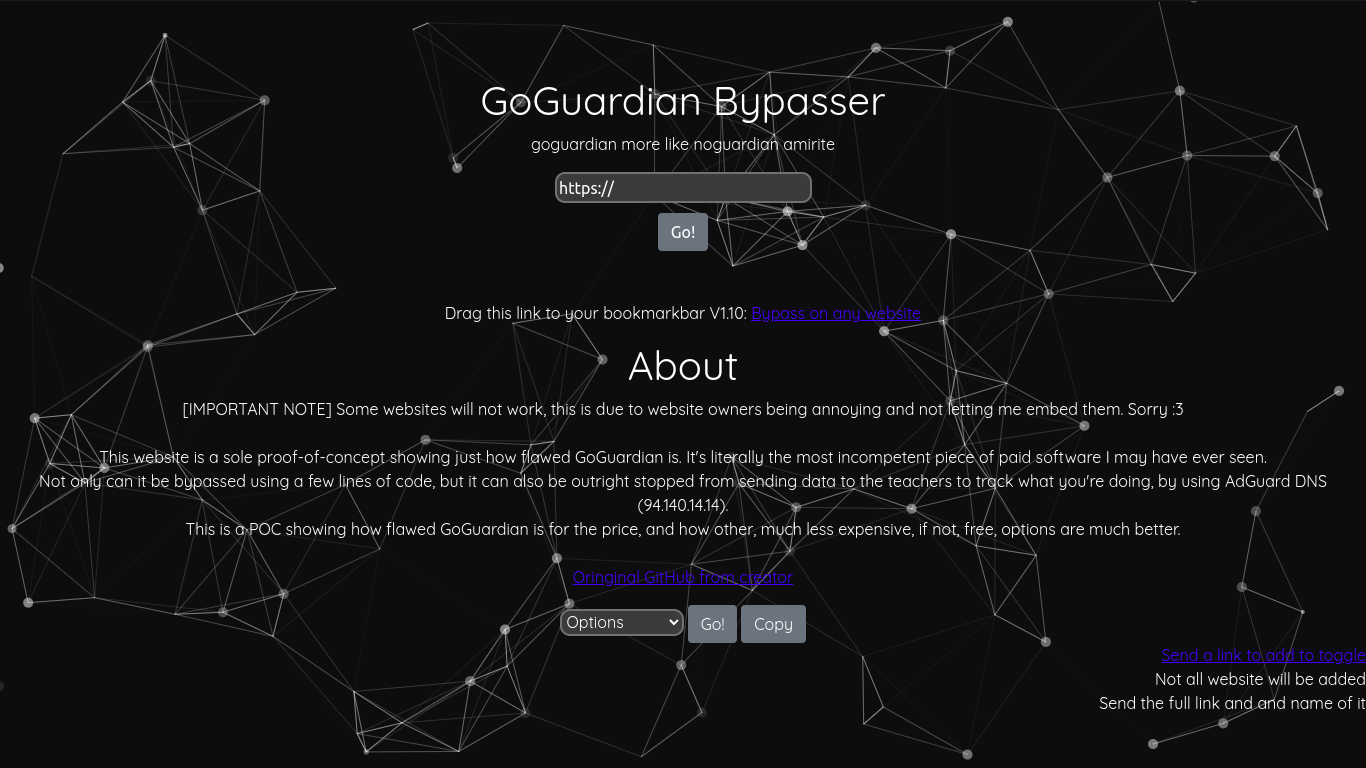 GoGuardian Bypasser
goguardian more like noguardian amirite
https://
Go!
Drag this link to your bookmarkbar V1.10: Bypass on any website
About
[IMPORTANT NOTE] Some websites will not work, this is due to website owners being annoying and not letting me embed them. Sorry :3
This website is a sole proof-of-concept showing just how flawed GoGuardian is. It's literally the most incompetent piece of paid software I may have ever seen.
Not only can it be bypassed using a few lines of code, but it can also be outright stopped from sending data to the teachers to track what you're doing, by using AdGuard DNS
(94.140.14.14).
This is a POC showing how flawed GoGuardian is for the price, and how other, much less expensive, if not, free, options are much better.
Oringinal GitHub from creator
Options Go! Copy
Send a link to add to toggle
Not all website will be added
Send the full link and and name of it